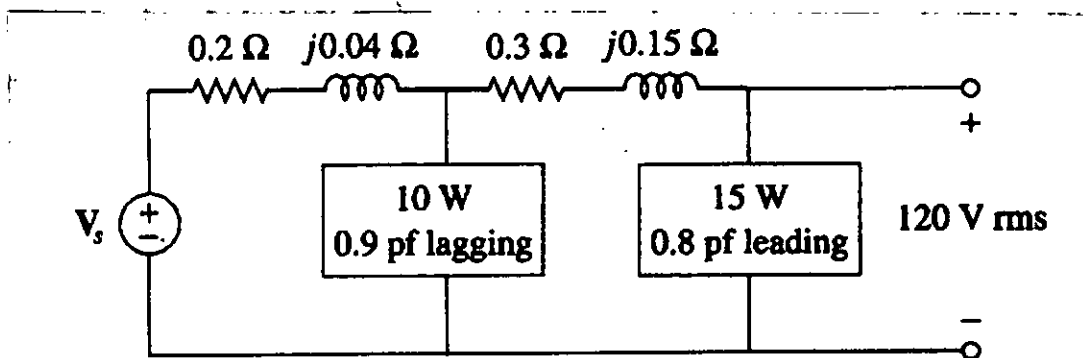 0.2 Ω j0.04 Ω 0.3 Ω j0.15 Ω
+
10 W
0.9 pf lagging
15 W
0.8 pf leading
Vs
+
−
120 V rms
−